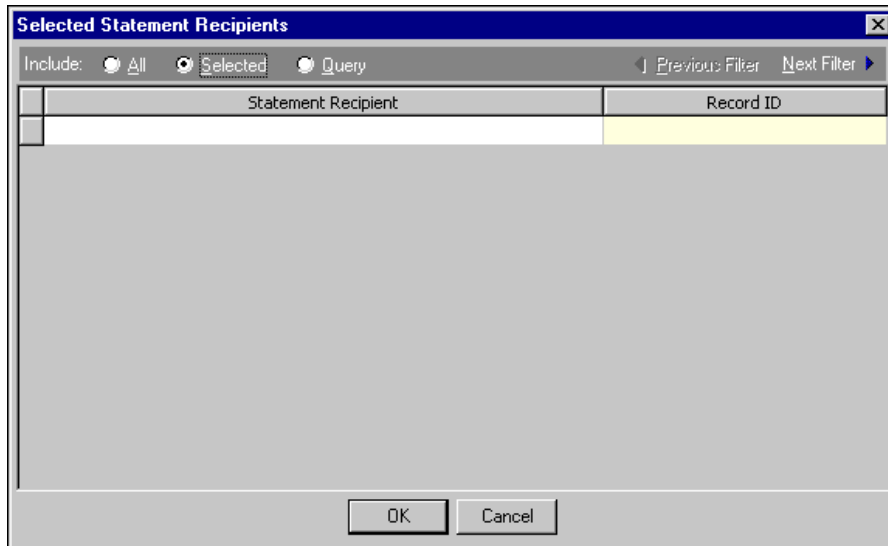 Selected Statement Recipients
Include: All Selected Query Previous Filter Next Filter
Statement Recipient Record ID
OK Cancel